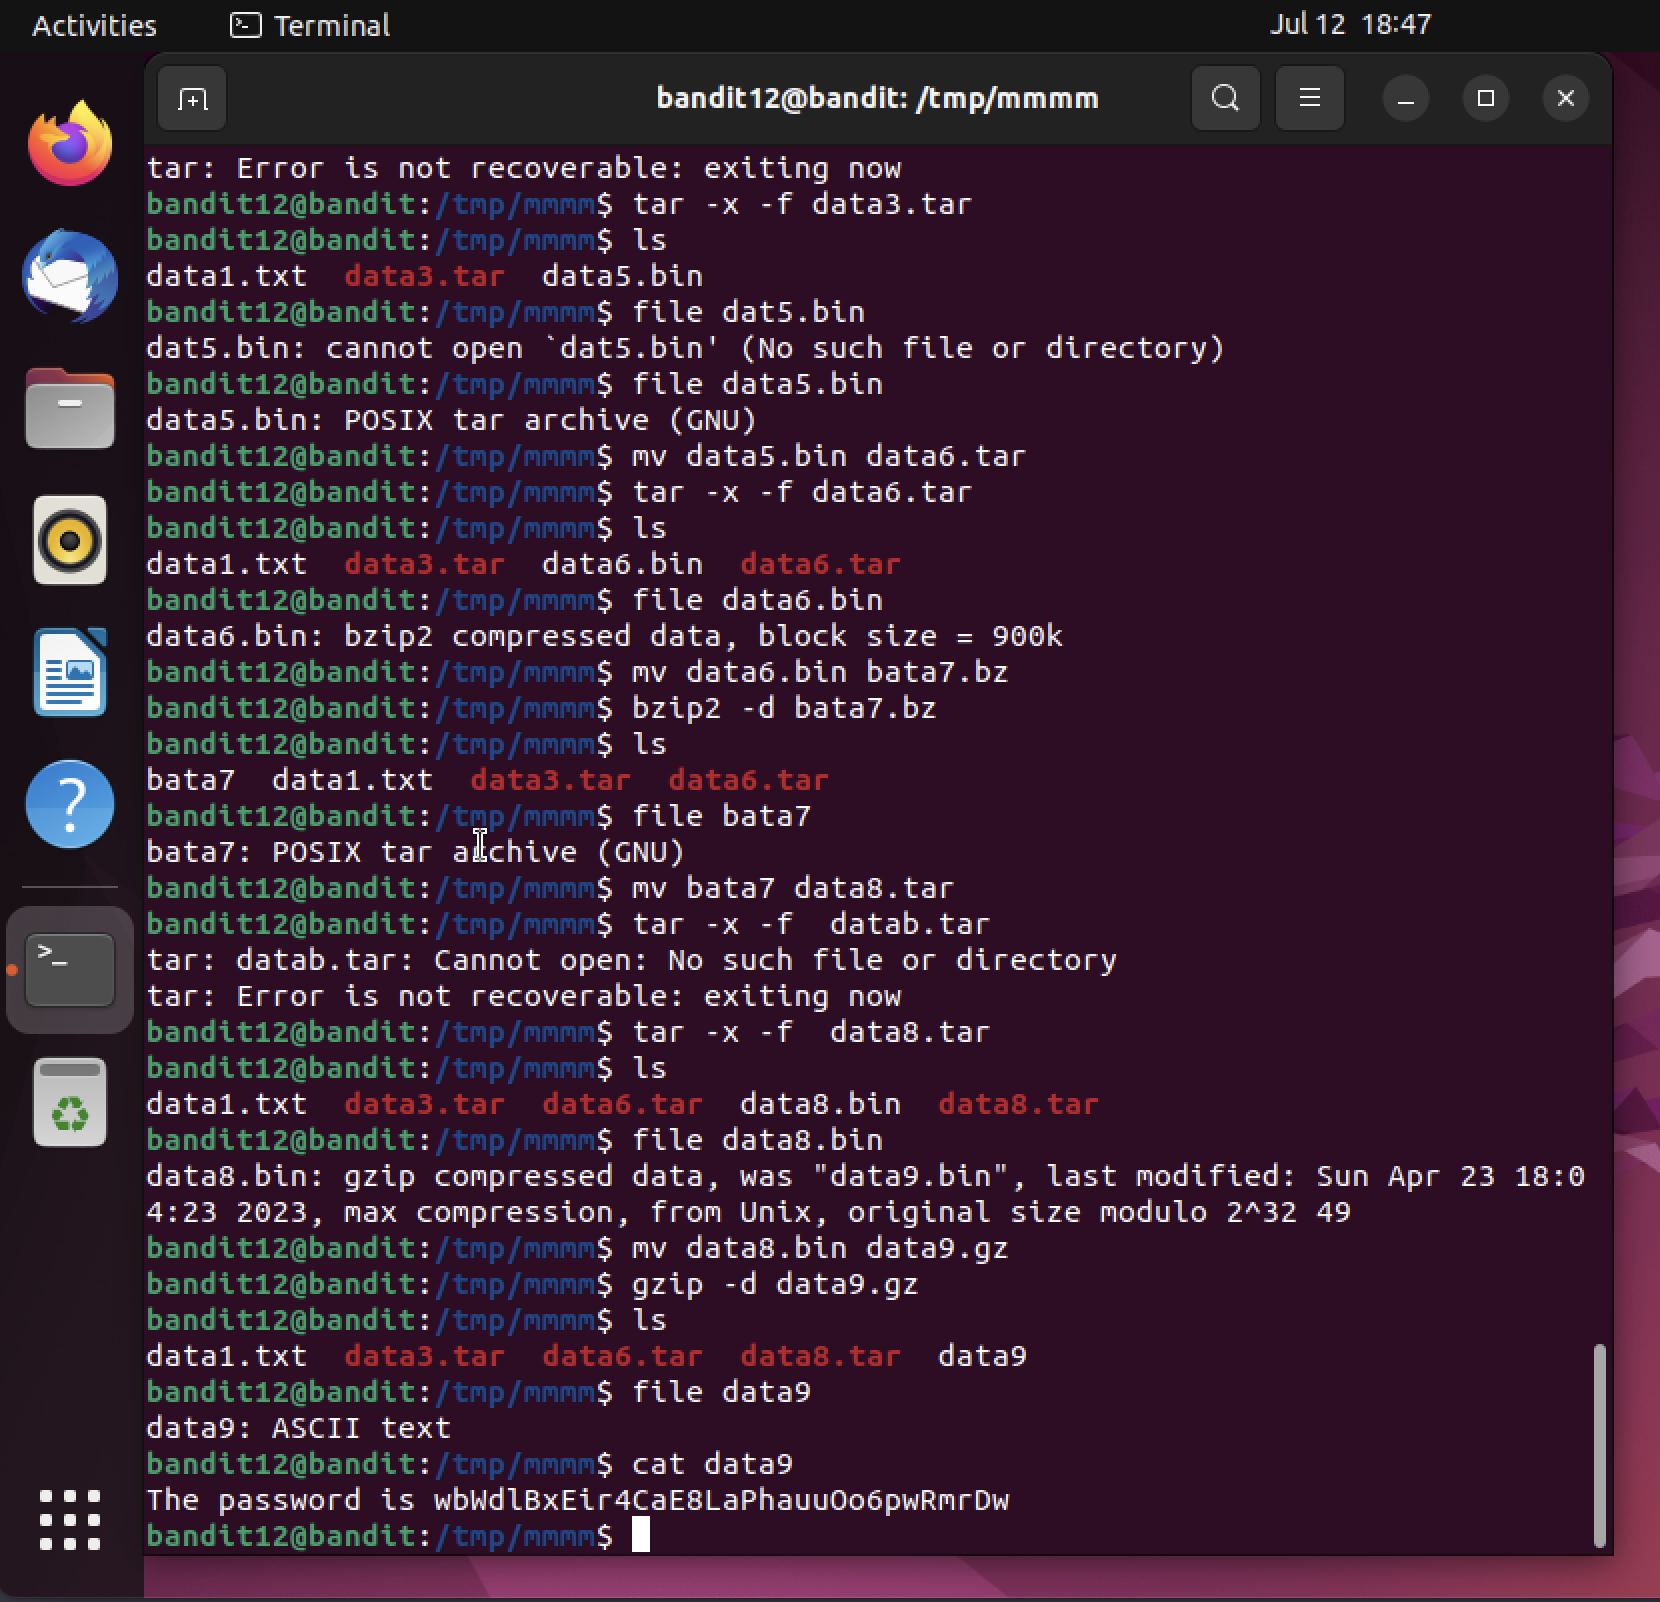 Activities Terminal Jul 12 18:47
bandit12@bandit: /tmp/mmmm
tar: Error is not recoverable: exiting now
bandit12@bandit:/tmp/mmmm$ tar -x -f data3.tar
bandit12@bandit:/tmp/mmmm$ ls
data1.txt  data3.tar  data5.bin
bandit12@bandit:/tmp/mmmm$ file dat5.bin
dat5.bin: cannot open `dat5.bin' (No such file or directory)
bandit12@bandit:/tmp/mmmm$ file data5.bin
data5.bin: POSIX tar archive (GNU)
bandit12@bandit:/tmp/mmmm$ mv data5.bin data6.tar
bandit12@bandit:/tmp/mmmm$ tar -x -f data6.tar
bandit12@bandit:/tmp/mmmm$ ls
data1.txt  data3.tar  data6.bin  data6.tar
bandit12@bandit:/tmp/mmmm$ file data6.bin
data6.bin: bzip2 compressed data, block size = 900k
bandit12@bandit:/tmp/mmmm$ mv data6.bin bata7.bz
bandit12@bandit:/tmp/mmmm$ bzip2 -d bata7.bz
bandit12@bandit:/tmp/mmmm$ ls
bata7  data1.txt  data3.tar  data6.tar
bandit12@bandit:/tmp/mmmm$ file bata7
bata7: POSIX tar archive (GNU)
bandit12@bandit:/tmp/mmmm$ mv bata7 data8.tar
bandit12@bandit:/tmp/mmmm$ tar -x -f  datab.tar
tar: datab.tar: Cannot open: No such file or directory
tar: Error is not recoverable: exiting now
bandit12@bandit:/tmp/mmmm$ tar -x -f  data8.tar
bandit12@bandit:/tmp/mmmm$ ls
data1.txt  data3.tar  data6.tar  data8.bin  data8.tar
bandit12@bandit:/tmp/mmmm$ file data8.bin
data8.bin: gzip compressed data, was "data9.bin", last modified: Sun Apr 23 18:0
4:23 2023, max compression, from Unix, original size modulo 2^32 49
bandit12@bandit:/tmp/mmmm$ mv data8.bin data9.gz
bandit12@bandit:/tmp/mmmm$ gzip -d data9.gz
bandit12@bandit:/tmp/mmmm$ ls
data1.txt  data3.tar  data6.tar  data8.tar  data9
bandit12@bandit:/tmp/mmmm$ file data9
data9: ASCII text
bandit12@bandit:/tmp/mmmm$ cat data9
The password is wbWdlBxEir4CaE8LaPhauuOo6pwRmrDw
bandit12@bandit:/tmp/mmmm$